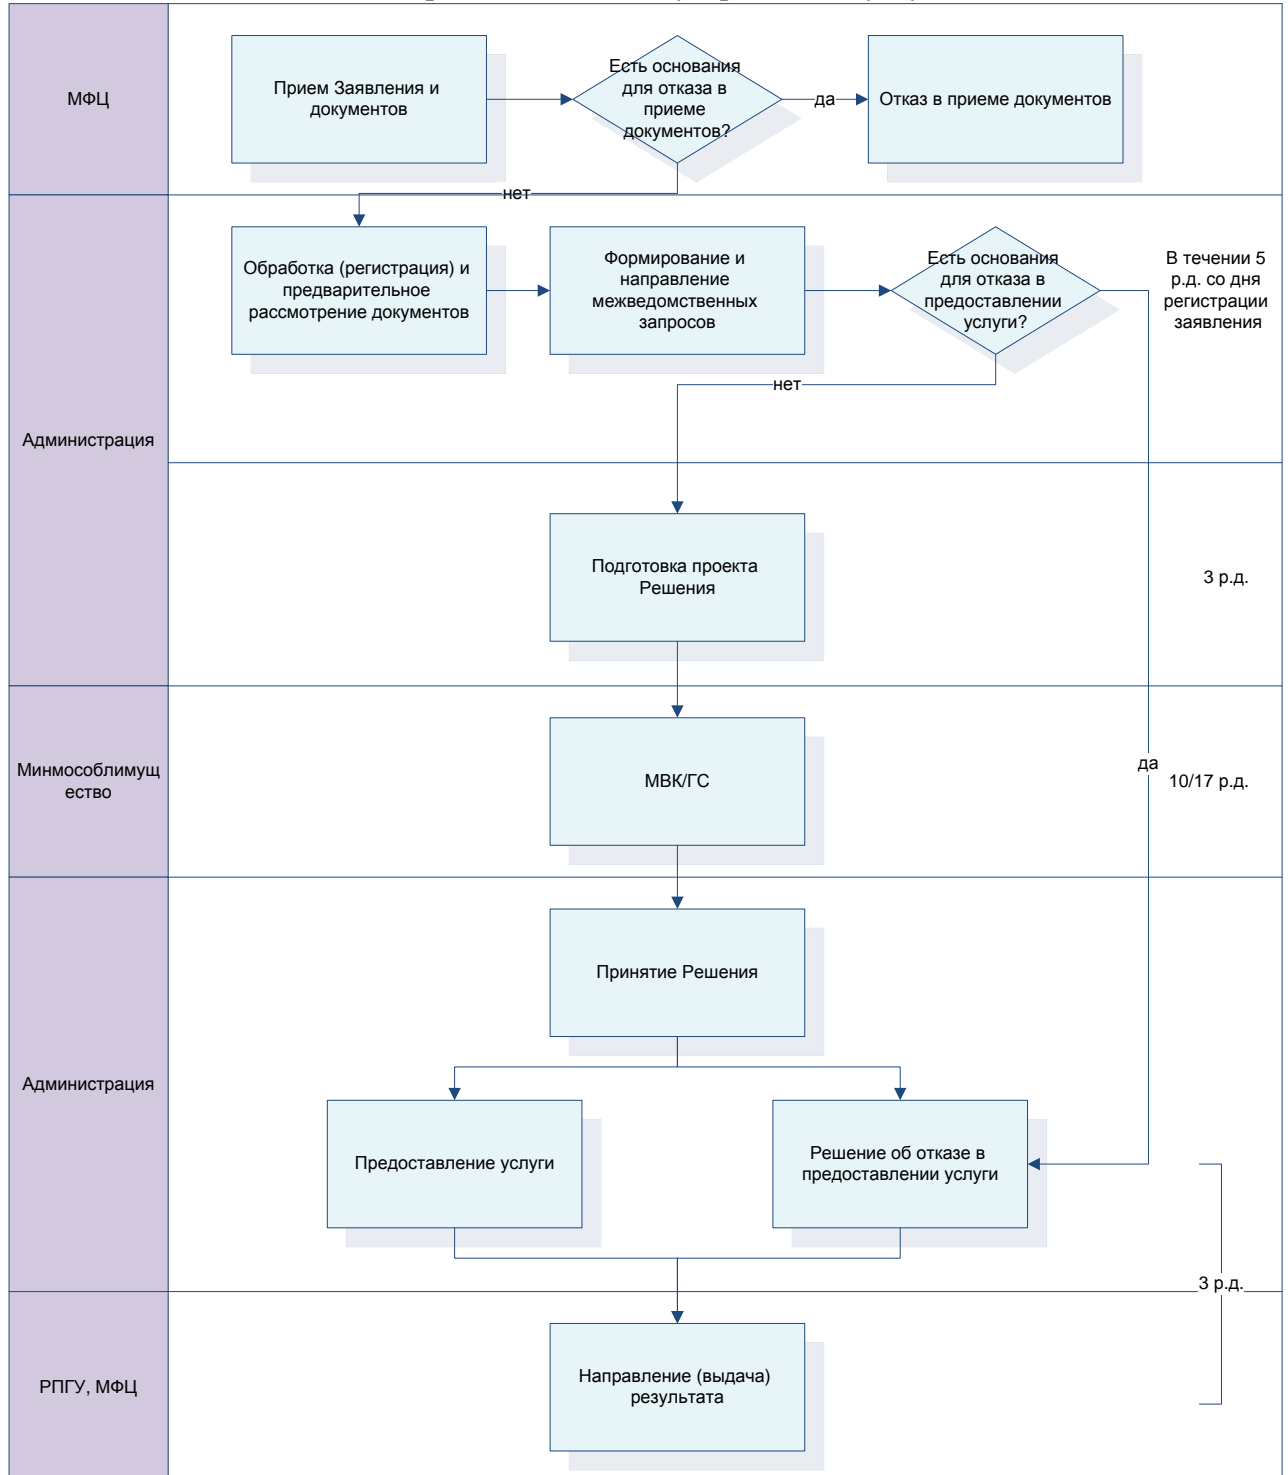 МФЦ
Прием Заявления и
документов
Есть основания
для отказа в
приеме
документов?
да
Отказ в приеме документов
нет
Администрация
Обработка (регистрация) и
предварительное
рассмотрение документов
Формирование и
направление
межведомственных
запросов
Есть основания
для отказа в
предоставлении
услуги?
В течении 5
р.д. со дня
регистрации
заявления
нет
Подготовка проекта
Решения
3 р.д.
Минмособлимущ
ество
МВК/ГС
да
10/17 р.д.
Администрация
Принятие Решения
Предоставление услуги
Решение об отказе в
предоставлении услуги
3 р.д.
РПГУ, МФЦ
Направление (выдача)
результата